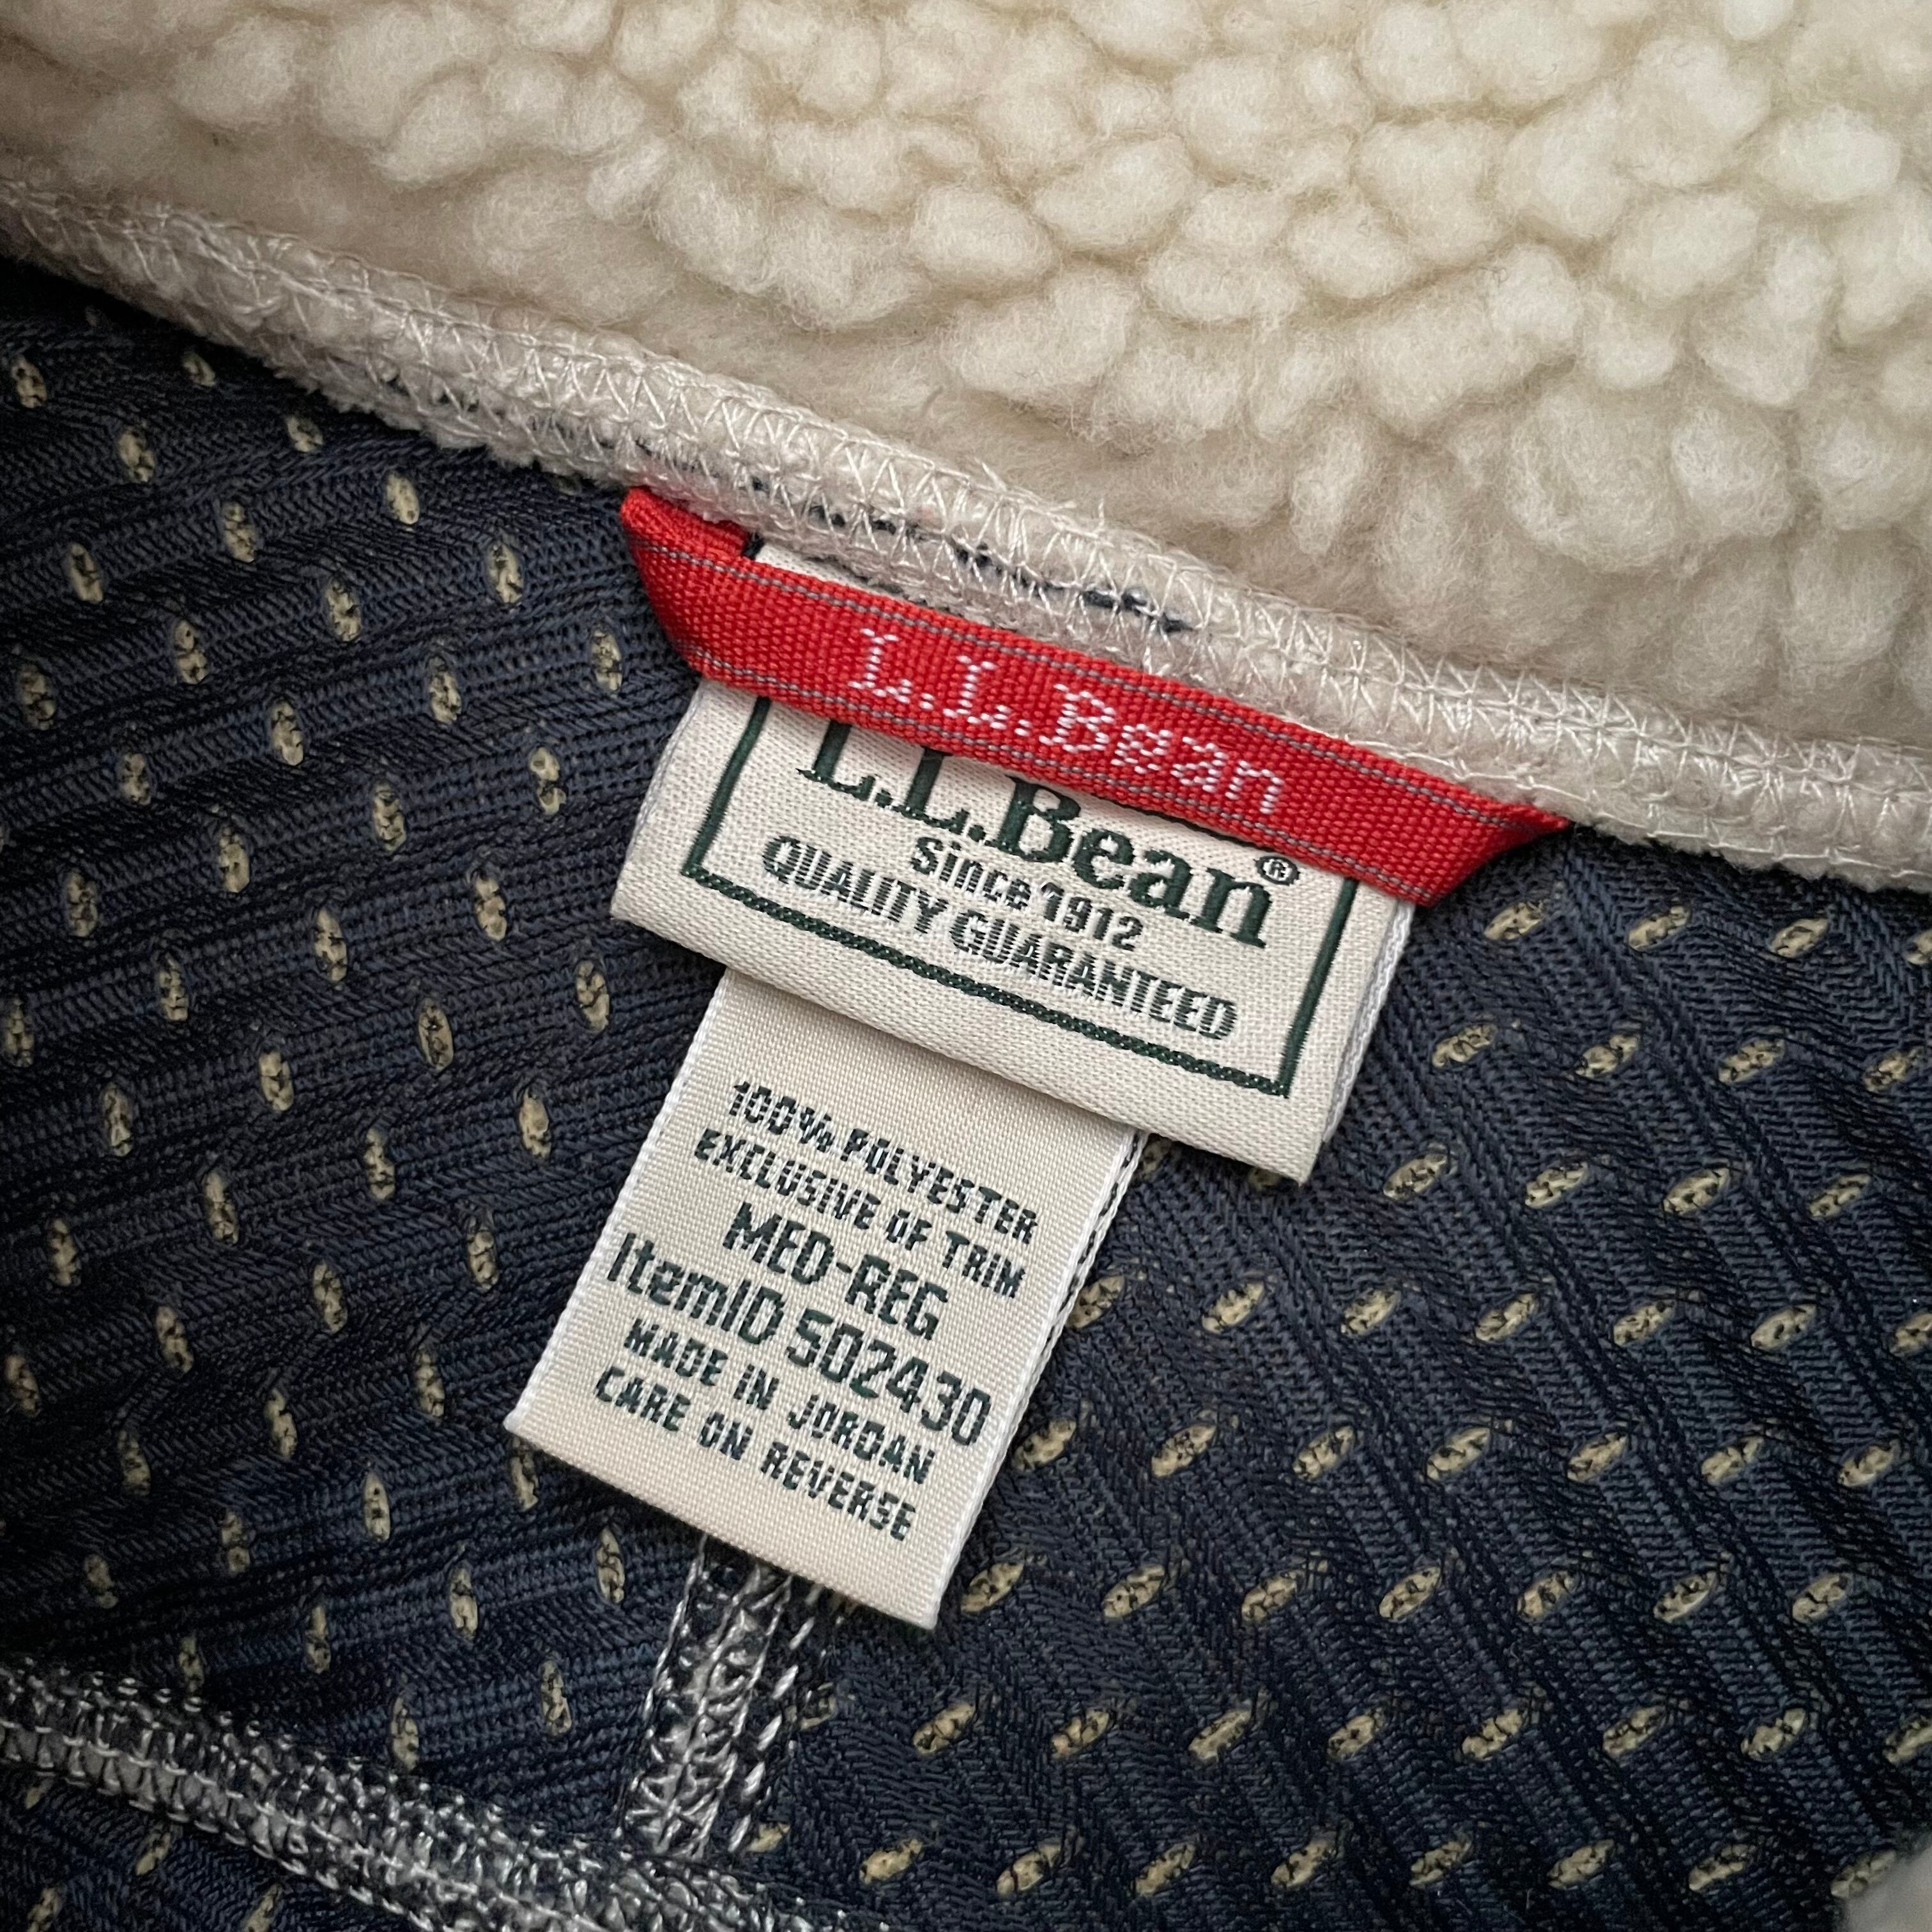 L.L.Bean
L.L.Bean®
Since 1912
QUALITY GUARANTEED
100% POLYESTER
EXCLUSIVE OF TRIM
MED-REG
ItemID 502430
MADE IN JORDAN
CARE ON REVERSE